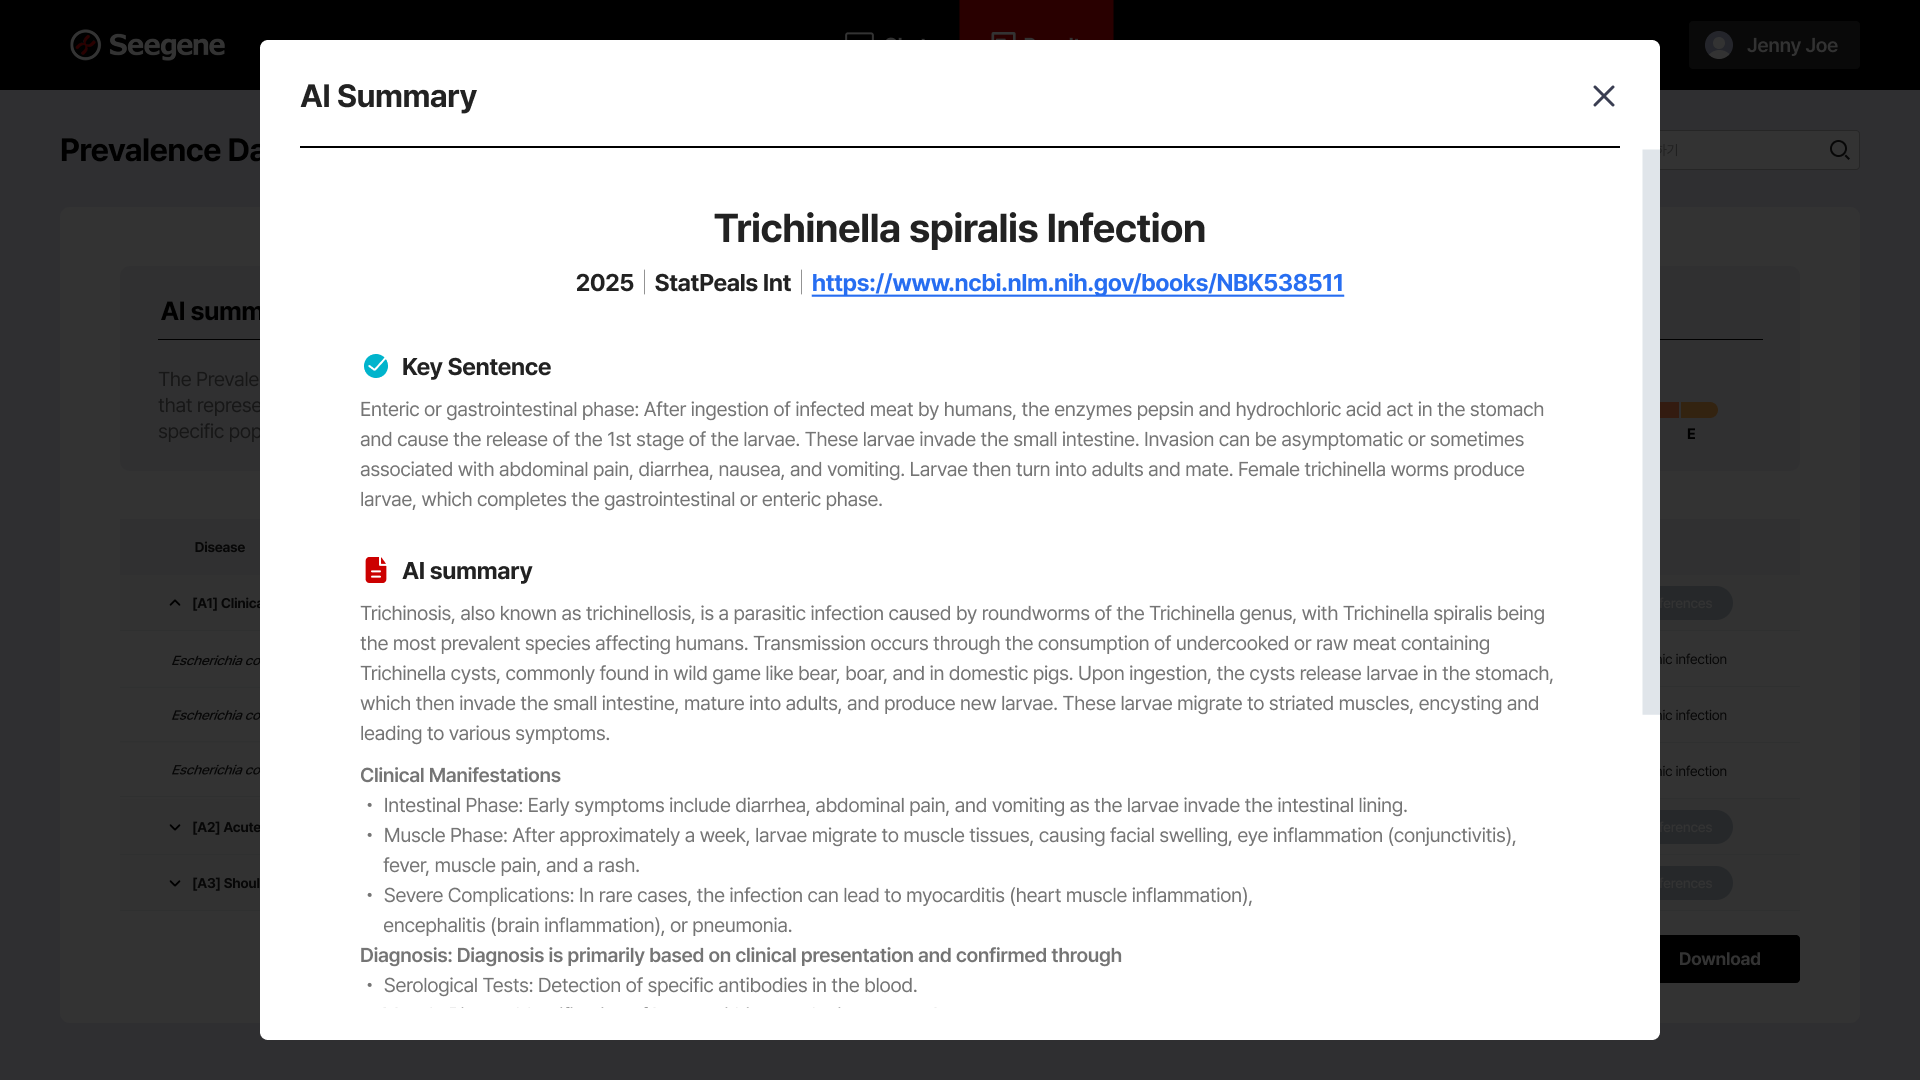 Seegene
Jenny Joe
Prevalence Da
AI Summary
Trichinella spiralis Infection
2025 StatPeals Int https://www.ncbi.nlm.nih.gov/books/NBK538511
AI summ
Key Sentence
The Prevale
that represe
specific pop
E
Enteric or gastrointestinal phase: After ingestion of infected meat by humans, the enzymes pepsin and hydrochloric acid act in the stomach
and cause the release of the 1st stage of the larvae. These larvae invade the small intestine. Invasion can be asymptomatic or sometimes
associated with abdominal pain, diarrhea, nausea, and vomiting. Larvae then turn into adults and mate. Female trichinella worms produce
larvae, which completes the gastrointestinal or enteric phase.
Disease
AI summary
[A1] Clinica
erences
Trichinosis, also known as trichinellosis, is a parasitic infection caused by roundworms of the Trichinella genus, with Trichinella spiralis being
the most prevalent species affecting humans. Transmission occurs through the consumption of undercooked or raw meat containing
Trichinella cysts, commonly found in wild game like bear, boar, and in domestic pigs. Upon ingestion, the cysts release larvae in the stomach,
which then invade the small intestine, mature into adults, and produce new larvae. These larvae migrate to striated muscles, encysting and
leading to various symptoms.
Escherichia co
ic infection
Escherichia co
ic infection
Escherichia co
ic infection
Clinical Manifestations
• Intestinal Phase: Early symptoms include diarrhea, abdominal pain, and vomiting as the larvae invade the intestinal lining.
• Muscle Phase: After approximately a week, larvae migrate to muscle tissues, causing facial swelling, eye inflammation (conjunctivitis),
fever, muscle pain, and a rash.
• Severe Complications: In rare cases, the infection can lead to myocarditis (heart muscle inflammation),
encephalitis (brain inflammation), or pneumonia.
Diagnosis: Diagnosis is primarily based on clinical presentation and confirmed through
• Serological Tests: Detection of specific antibodies in the blood.
[A2] Acute
erences
[A3] Shoul
erences
Download